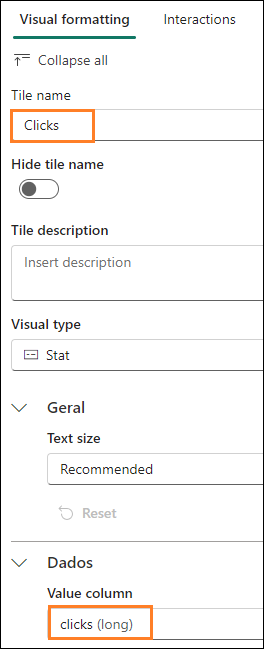 Visual formatting Interactions
Collapse all
Tile name
Clicks
Hide tile name
Tile description
Insert description
Visual type
Stat
Geral
Text size
Recommended
Reset
Dados
Value column
clicks (long)